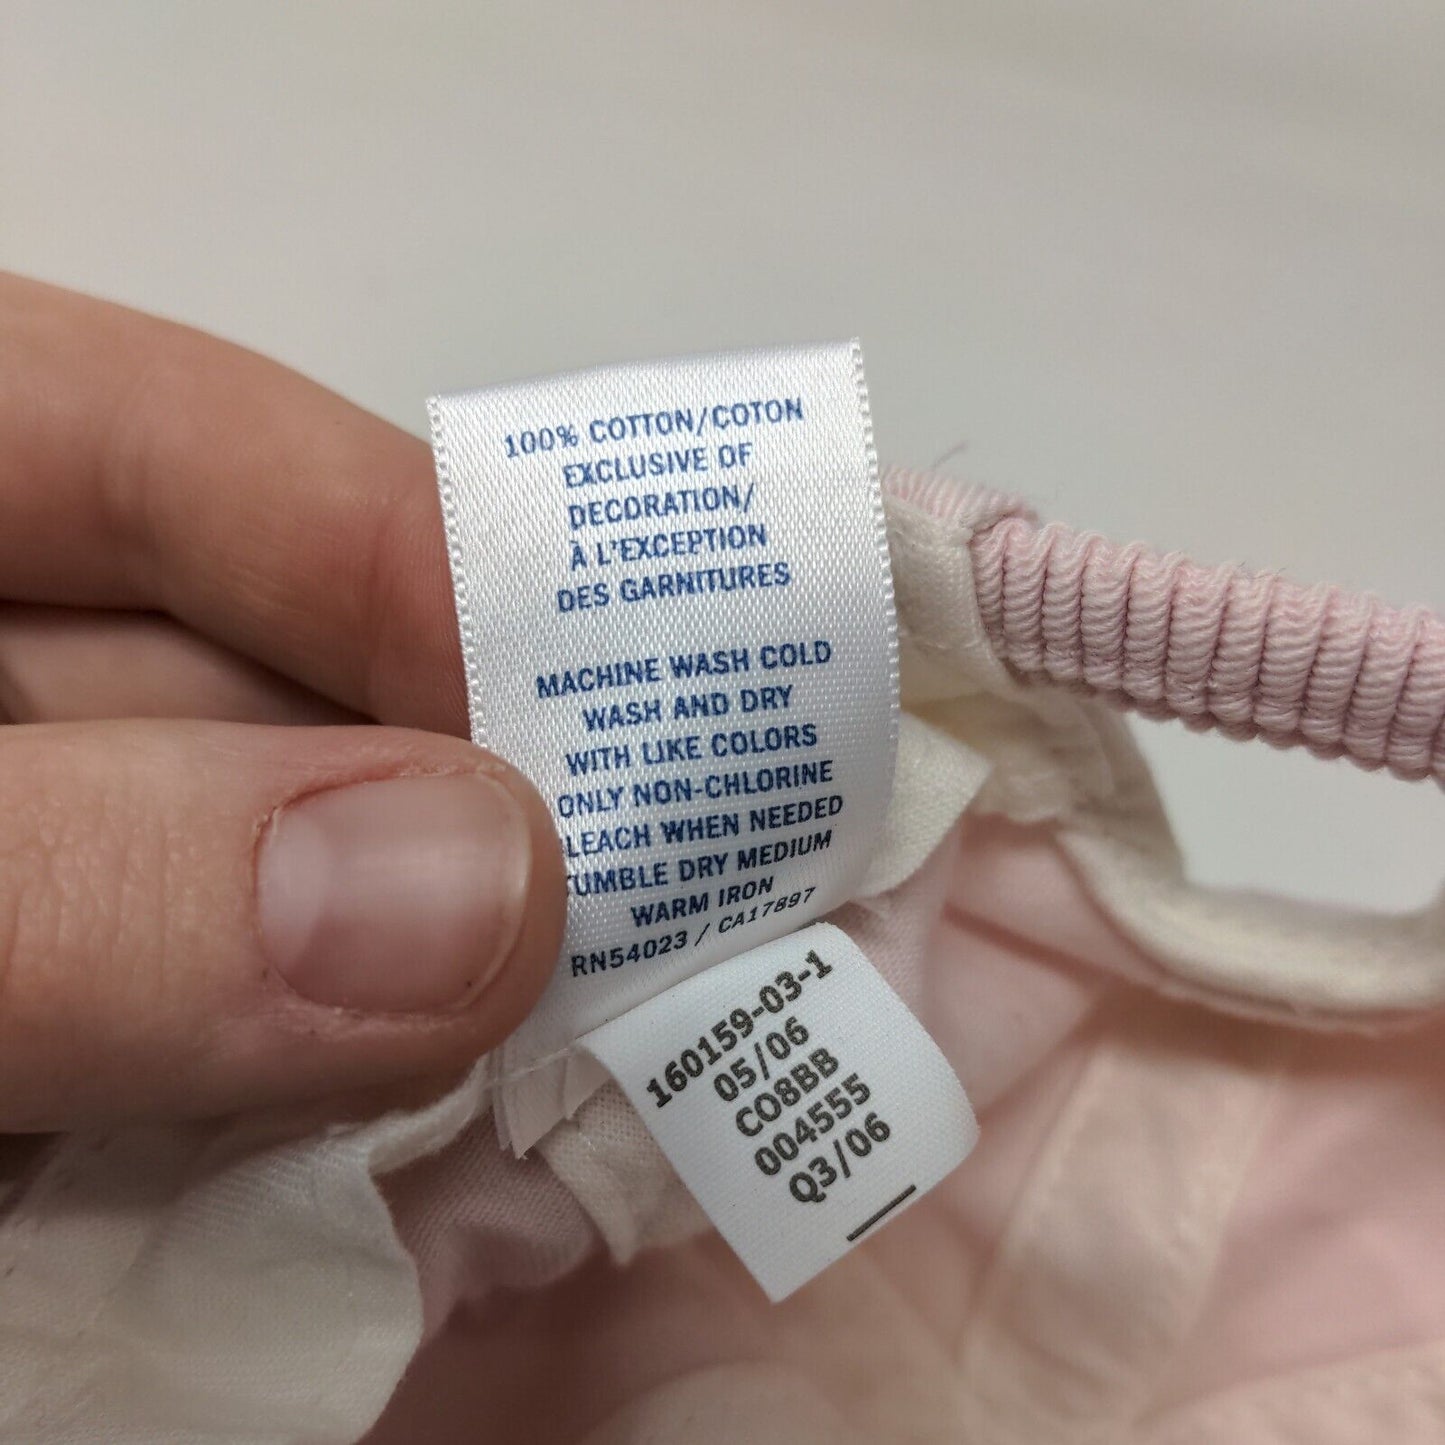 100% COTTON/COTON
EXCLUSIVE OF
DECORATION/
À L'EXCEPTION
DES GARNITURES
MACHINE WASH COLD
WASH AND DRY
WITH LIKE COLORS
ONLY NON-CHLORINE
LEACH WHEN NEEDED
UMBLE DRY MEDIUM
WARM IRON
RN54023 / CA17897
160159-03-1
05/06
CO8BB
004555
Q3/06